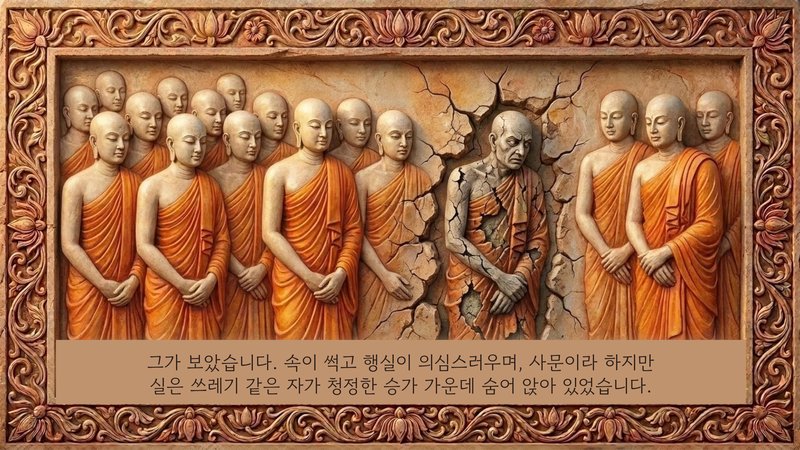 그가 보았습니다. 속이 썩고 행실이 의심스러우며, 사문이라 하지만
실은 쓰레기 같은 자가 청정한 승가 가운데 숨어 앉아 있었습니다.